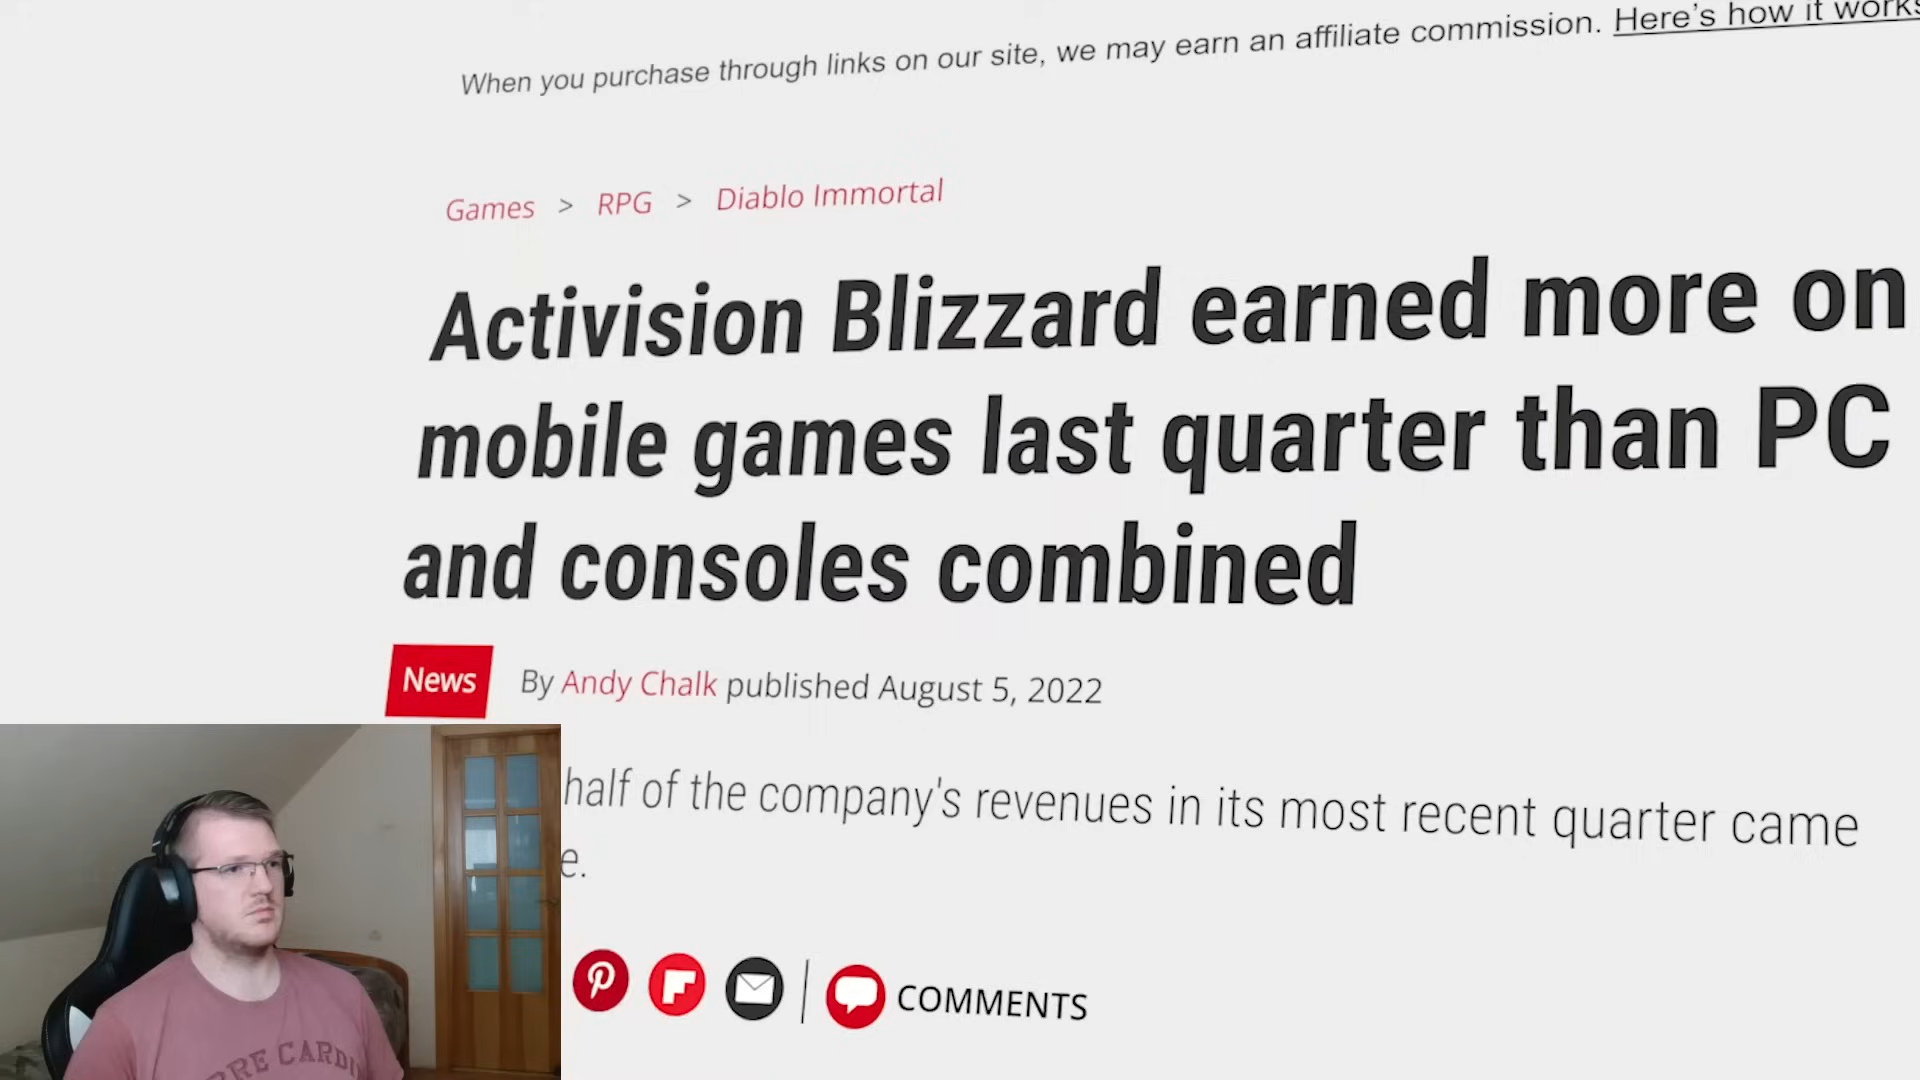 When you purchase through links on our site, we may earn an affiliate commission. Here's how it works
Games > RPG > Diablo Immortal
Activision Blizzard earned more on
mobile games last quarter than PC
and consoles combined
News By Andy Chalk published August 5, 2022
half of the company's revenues in its most recent quarter came
e.
COMMENTS
RRE CARDI